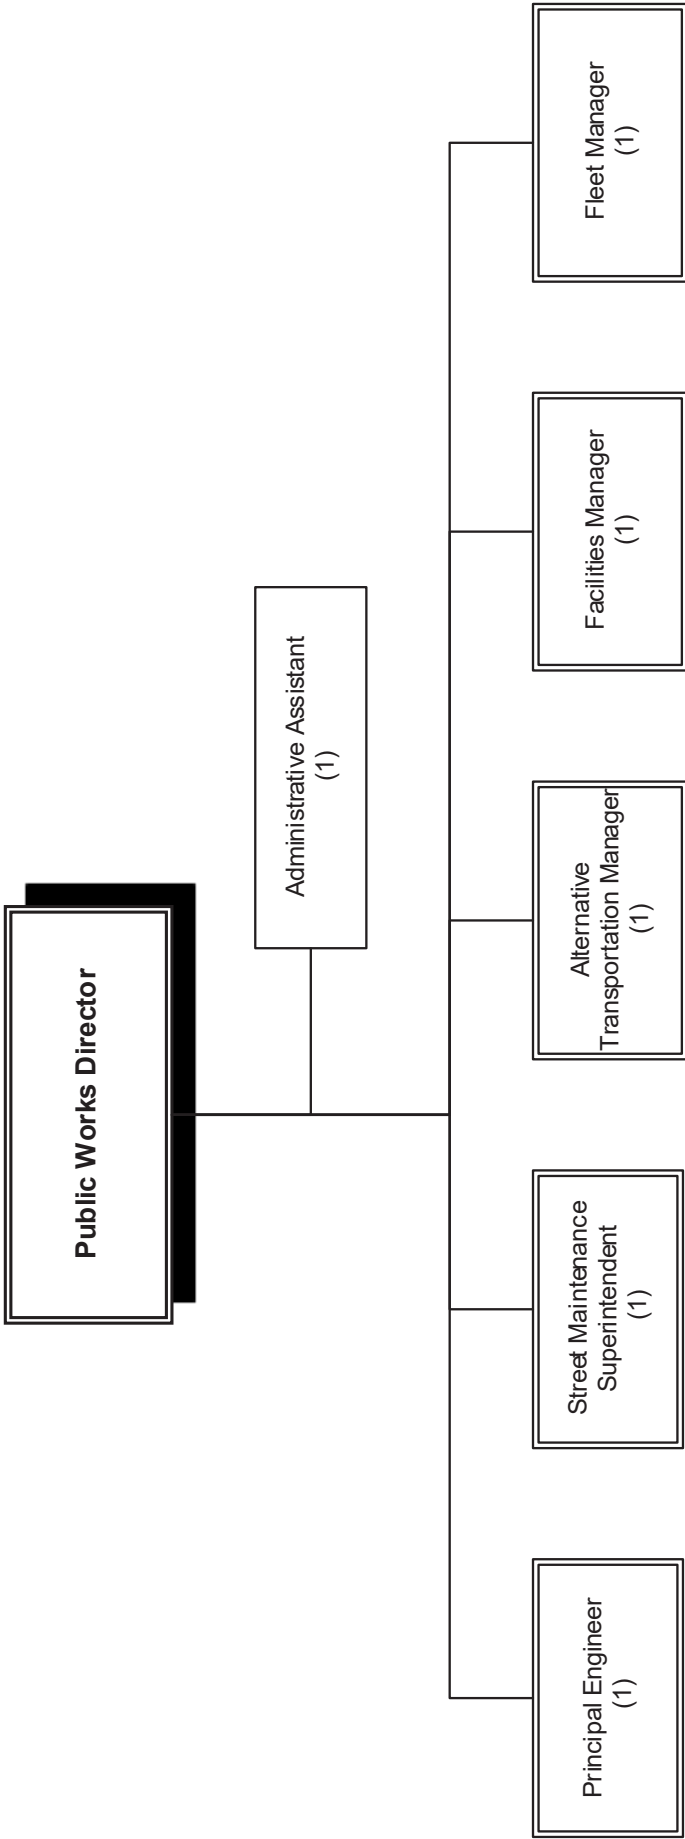 Public Works Director
Administrative Assistant
(1)
Principal Engineer
(1)
Street Maintenance
Superintendent
(1)
Alternative
Transportation Manager
(1)
Facilities Manager
(1)
Fleet Manager
(1)